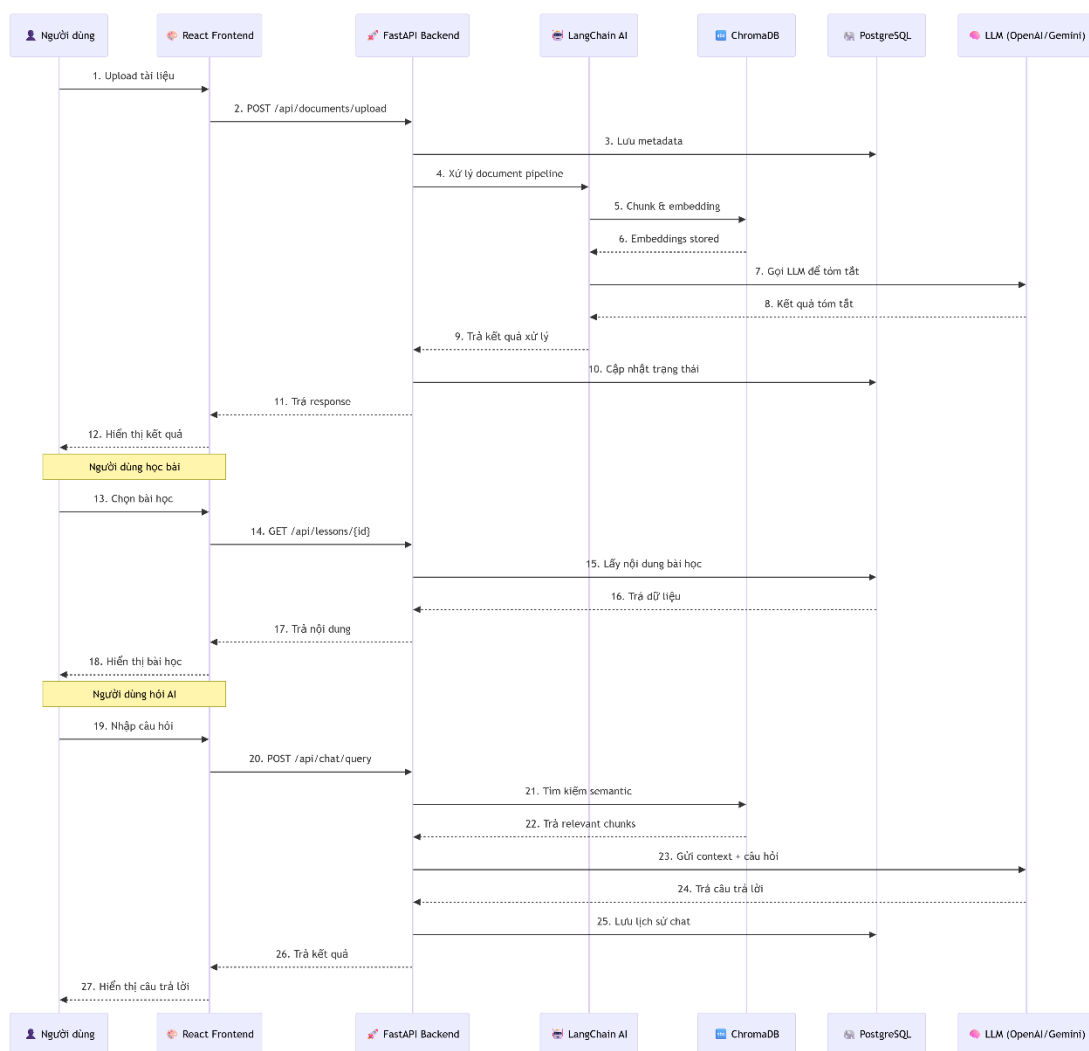 Người dùng
React Frontend
FastAPI Backend
LangChain AI
ChromaDB
PostgreSQL
LLM (OpenAI/Gemini)
1. Upload tài liệu
2. POST /api/documents/upload
3. Lưu metadata
4. Xử lý document pipeline
5. Chunk & embedding
6. Embeddings stored
7. Gọi LLM để tóm tắt
8. Kết quả tóm tắt
9. Trả kết quả xử lý
10. Cập nhật trạng thái
11. Trả response
12. Hiển thị kết quả
Người dùng học bài
13. Chọn bài học
14. GET /api/lessons/{id}
15. Lấy nội dung bài học
16. Trả dữ liệu
17. Trả nội dung
18. Hiển thị bài học
Người dùng hỏi AI
19. Nhập câu hỏi
20. POST /api/chat/query
21. Tìm kiếm semantic
22. Trả relevant chunks
23. Gửi context + câu hỏi
24. Trả câu trả lời
25. Lưu lịch sử chat
26. Trả kết quả
27. Hiển thị câu trả lời
Người dùng
React Frontend
FastAPI Backend
LangChain AI
ChromaDB
PostgreSQL
LLM (OpenAI/Gemini)